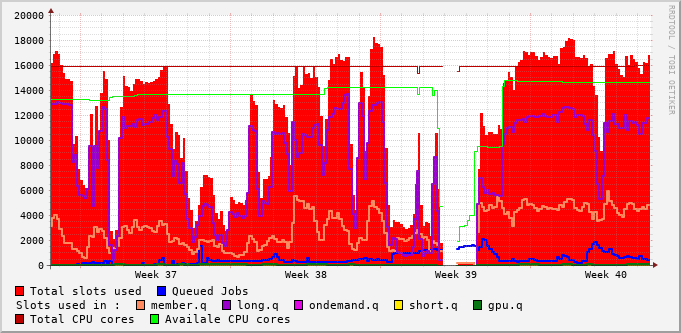 20000
18000
16000
14000
12000
10000
8000
6000
4000
2000
0
Week 37 Week 38 Week 39 Week 40
RRDTOOL / TOBI OETIKER
Total slots used Queued Jobs
Slots used in : member.q long.q ondemand.q short.q gpu.q
Total CPU cores Availale CPU cores